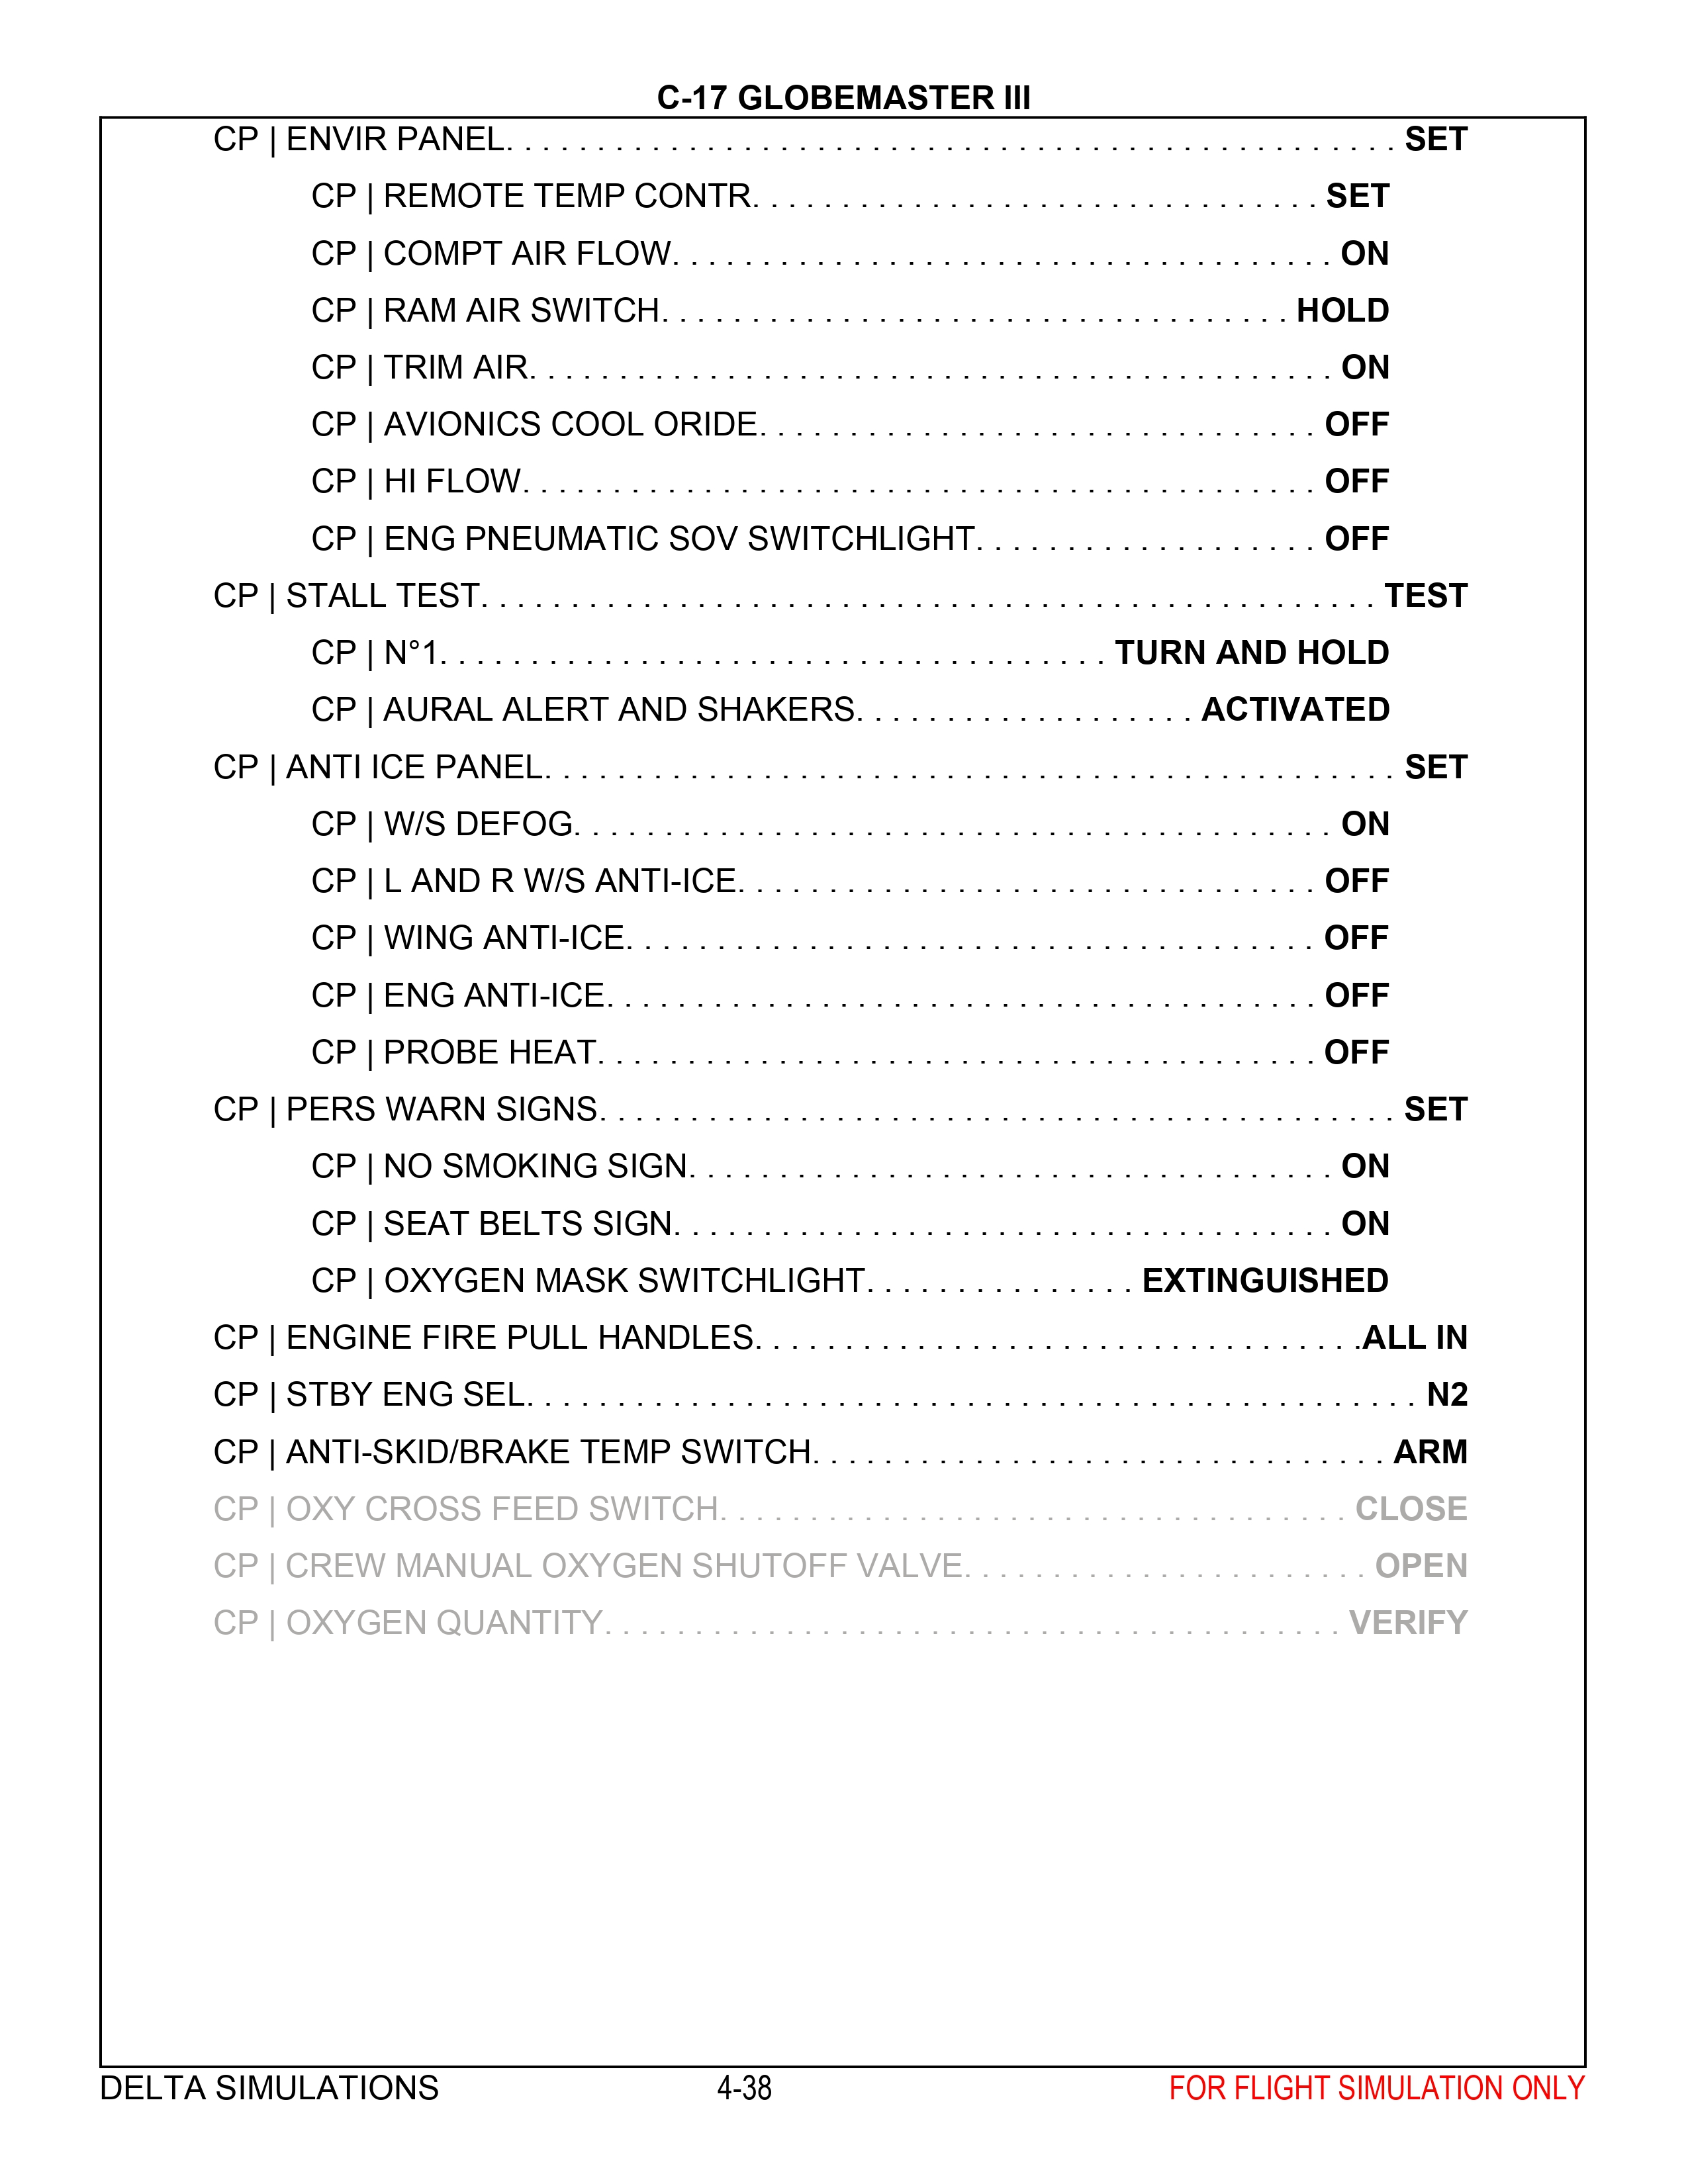 C-17 GLOBEMASTER III
CP | ENVIR PANEL. . . . . . . . . . . . . . . . . . . . . . . . . . . . . . . . . . . . . . . . . . . . . . . . . SET
CP | REMOTE TEMP CONTR. . . . . . . . . . . . . . . . . . . . . . . . . . . . . . . . SET
CP | COMPT AIR FLOW. . . . . . . . . . . . . . . . . . . . . . . . . . . . . . . . . . . . . ON
CP | RAM AIR SWITCH. . . . . . . . . . . . . . . . . . . . . . . . . . . . . . . . . . . HOLD
CP | TRIM AIR. . . . . . . . . . . . . . . . . . . . . . . . . . . . . . . . . . . . . . . . . . . . . ON
CP | AVIONICS COOL ORIDE. . . . . . . . . . . . . . . . . . . . . . . . . . . . . . . OFF
CP | HI FLOW. . . . . . . . . . . . . . . . . . . . . . . . . . . . . . . . . . . . . . . . . . . . OFF
CP | ENG PNEUMATIC SOV SWITCHLIGHT. . . . . . . . . . . . . . . . . . . OFF
CP | STALL TEST. . . . . . . . . . . . . . . . . . . . . . . . . . . . . . . . . . . . . . . . . . . . . . . . . TEST
CP | N°1. . . . . . . . . . . . . . . . . . . . . . . . . . . . . . . . . . . . . TURN AND HOLD
CP | AURAL ALERT AND SHAKERS. . . . . . . . . . . . . . . . . . . ACTIVATED
CP | ANTI ICE PANEL. . . . . . . . . . . . . . . . . . . . . . . . . . . . . . . . . . . . . . . . . . . . . . . SET
CP | W/S DEFOG. . . . . . . . . . . . . . . . . . . . . . . . . . . . . . . . . . . . . . . . . . ON
CP | L AND R W/S ANTI-ICE. . . . . . . . . . . . . . . . . . . . . . . . . . . . . . . . OFF
CP | WING ANTI-ICE. . . . . . . . . . . . . . . . . . . . . . . . . . . . . . . . . . . . . . OFF
CP | ENG ANTI-ICE. . . . . . . . . . . . . . . . . . . . . . . . . . . . . . . . . . . . . . . OFF
CP | PROBE HEAT. . . . . . . . . . . . . . . . . . . . . . . . . . . . . . . . . . . . . . . . OFF
CP | PERS WARN SIGNS. . . . . . . . . . . . . . . . . . . . . . . . . . . . . . . . . . . . . . . . . . . . SET
CP | NO SMOKING SIGN. . . . . . . . . . . . . . . . . . . . . . . . . . . . . . . . . . . . ON
CP | SEAT BELTS SIGN. . . . . . . . . . . . . . . . . . . . . . . . . . . . . . . . . . . . . ON
CP | OXYGEN MASK SWITCHLIGHT. . . . . . . . . . . . . . . EXTINGUISHED
CP | ENGINE FIRE PULL HANDLES. . . . . . . . . . . . . . . . . . . . . . . . . . . . . . . . . .ALL IN
CP | STBY ENG SEL. . . . . . . . . . . . . . . . . . . . . . . . . . . . . . . . . . . . . . . . . . . . . . . . . N2
CP | ANTI-SKID/BRAKE TEMP SWITCH. . . . . . . . . . . . . . . . . . . . . . . . . . . . . . . . ARM
CP | OXY CROSS FEED SWITCH. . . . . . . . . . . . . . . . . . . . . . . . . . . . . . . . . . . CLOSE
CP | CREW MANUAL OXYGEN SHUTOFF VALVE. . . . . . . . . . . . . . . . . . . . . . . OPEN
CP | OXYGEN QUANTITY. . . . . . . . . . . . . . . . . . . . . . . . . . . . . . . . . . . . . . . . . VERIFY
DELTA SIMULATIONS 4-38 FOR FLIGHT SIMULATION ONLY